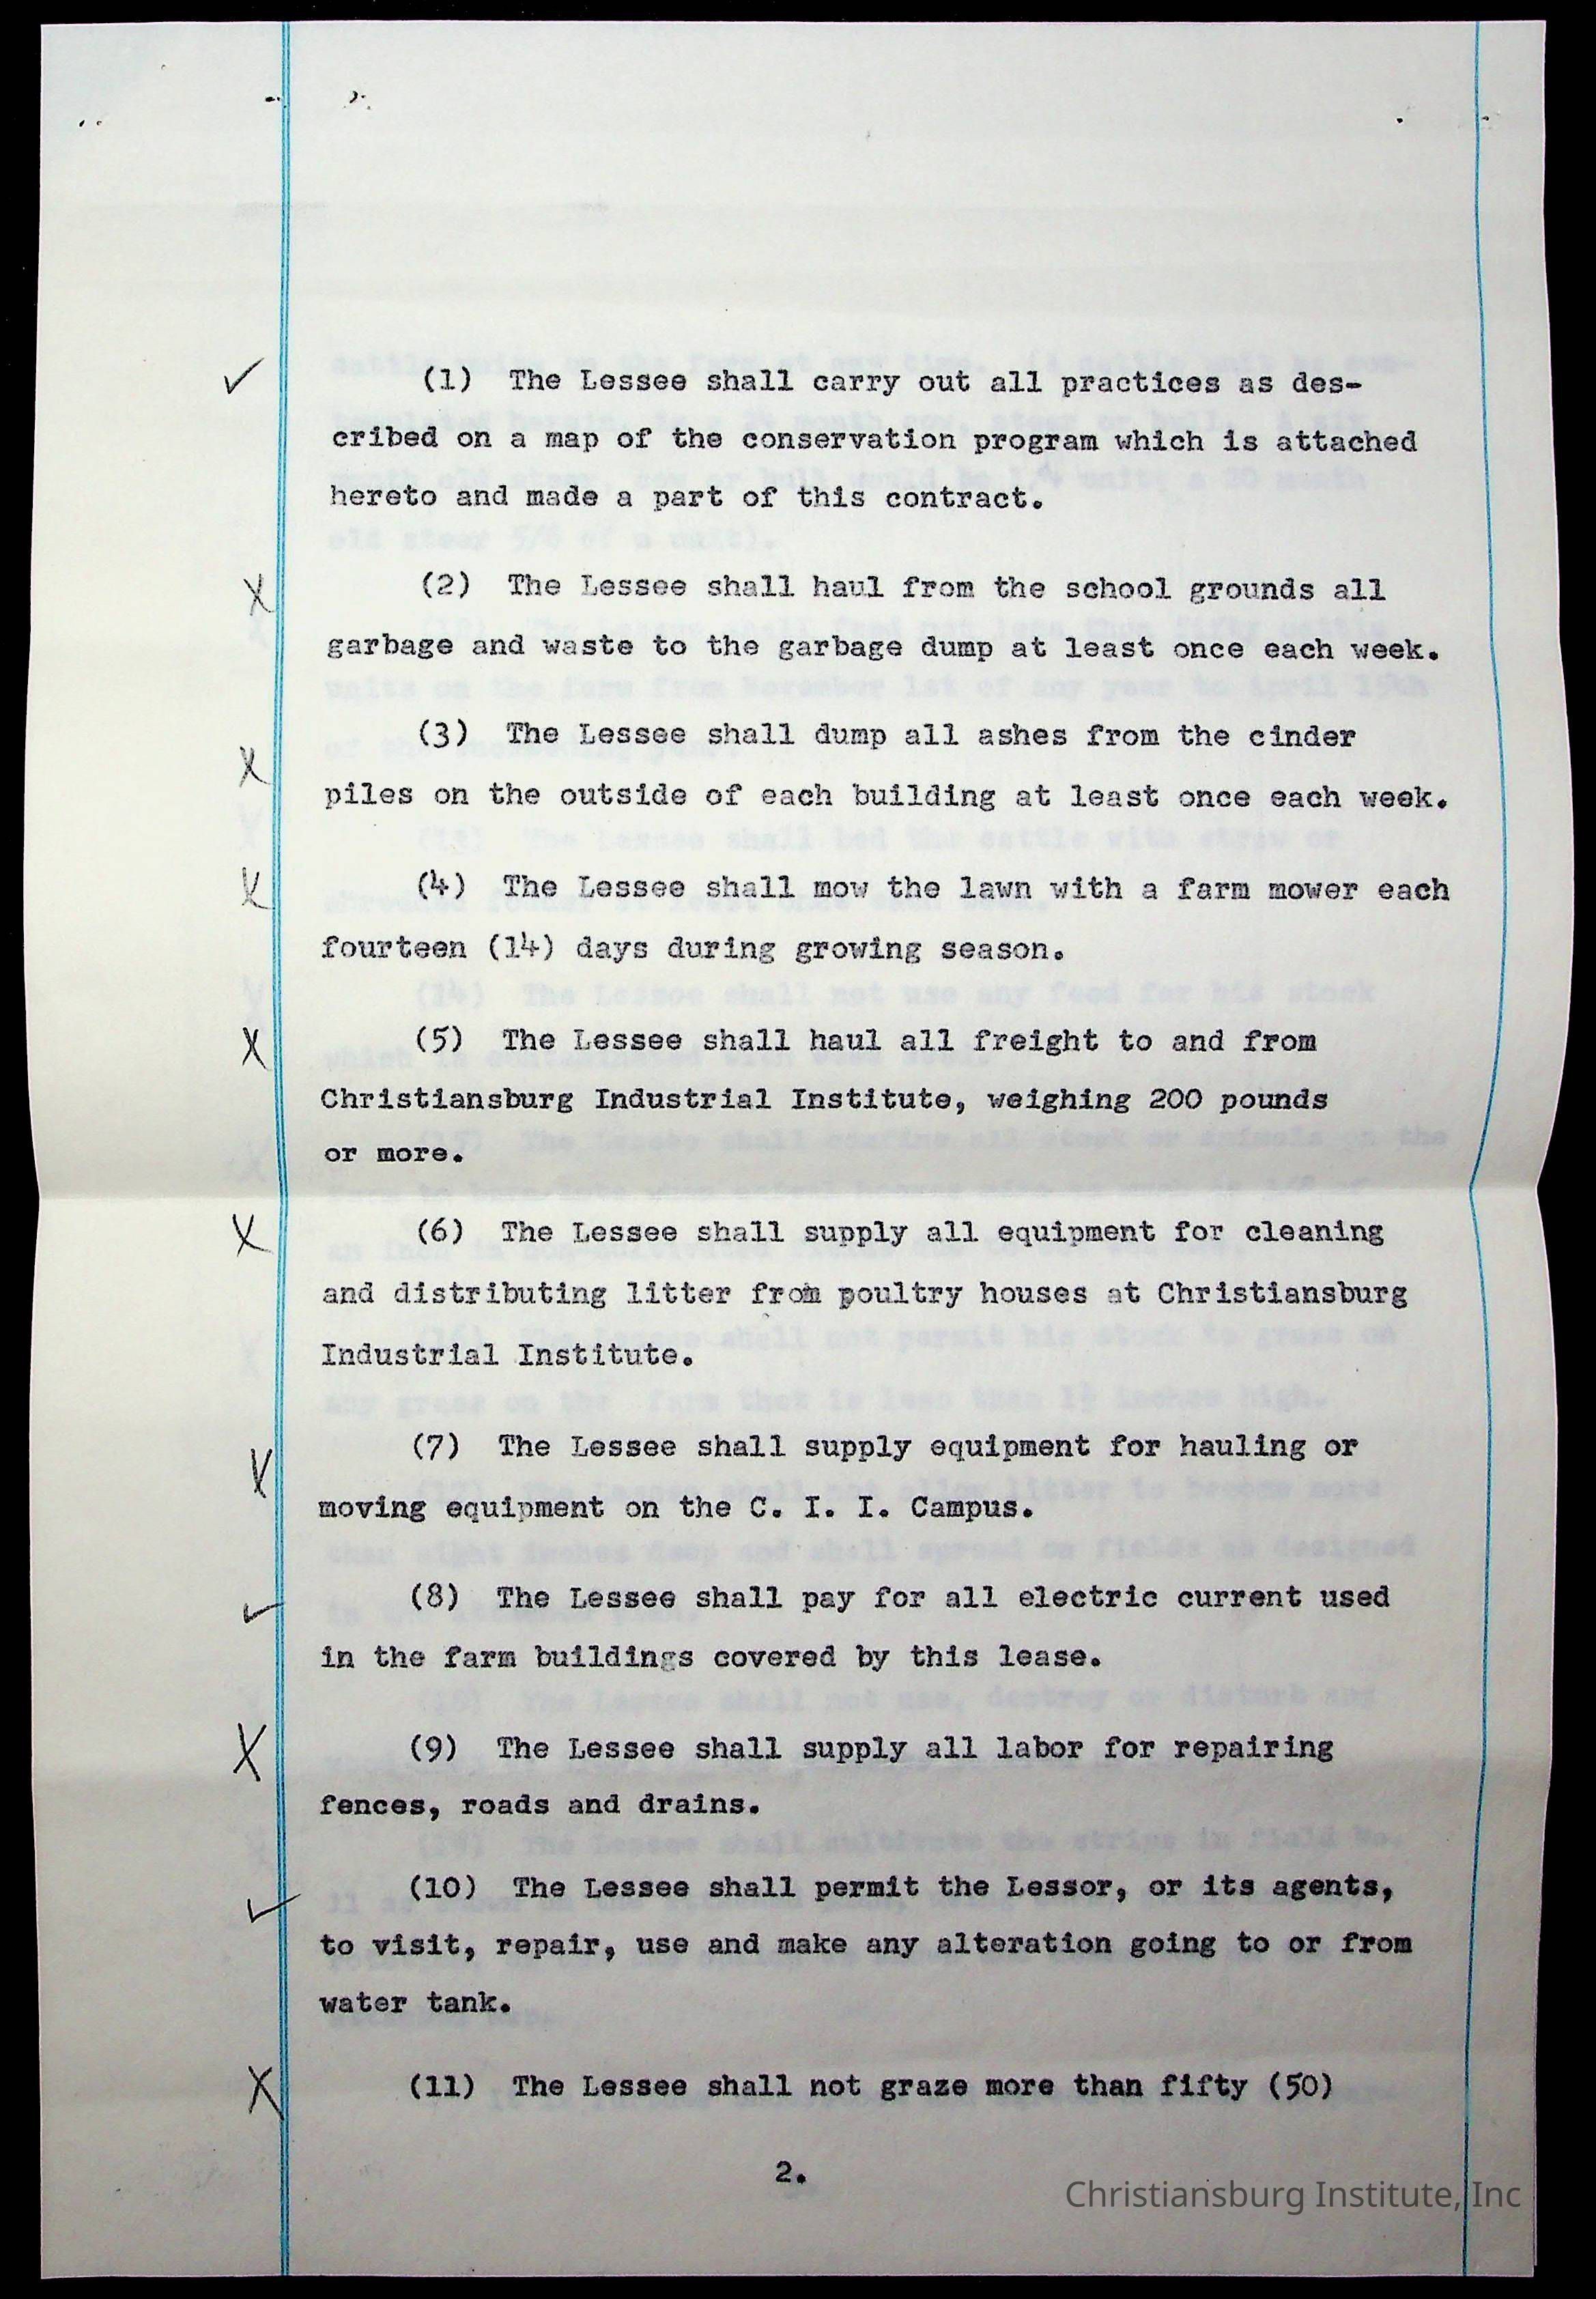 (1) The Lessee shall carry out all practices as des-
cribed on a map of the conservation program which is attached
hereto and made a part of this contract.
(2) The Lessee shall haul from the school grounds all
garbage and waste to the garbage dump at least once each week.
(3) The Lessee shall dump all ashes from the cinder
piles on the outside of each building at least once each week.
(4) The Lessee shall mow the lawn with a farm mower each
fourteen (14) days during growing season.
(5) The Lessee shall haul all freight to and from
Christiansburg Industrial Institute, weighing 200 pounds
or more.
(6) The Lessee shall supply all equipment for cleaning
and distributing litter from poultry houses at Christiansburg
Industrial Institute.
(7) The Lessee shall supply equipment for hauling or
moving equipment on the C. I. I. Campus.
(8) The Lessee shall pay for all electric current used
in the farm buildings covered by this lease.
(9) The Lessee shall supply all labor for repairing
fences, roads and drains.
(10) The Lessee shall permit the Lessor, or its agents,
to visit, repair, use and make any alteration going to or from
water tank.
(11) The Lessee shall not graze more than fifty (50)
2.
Christiansburg Institute, Inc